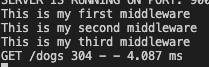 SERVER IS RUNNING ON PORT: 900
This is my first middleware
This is my second middleware
This is my third middleware
GET /dogs 304 - - 4.087 ms